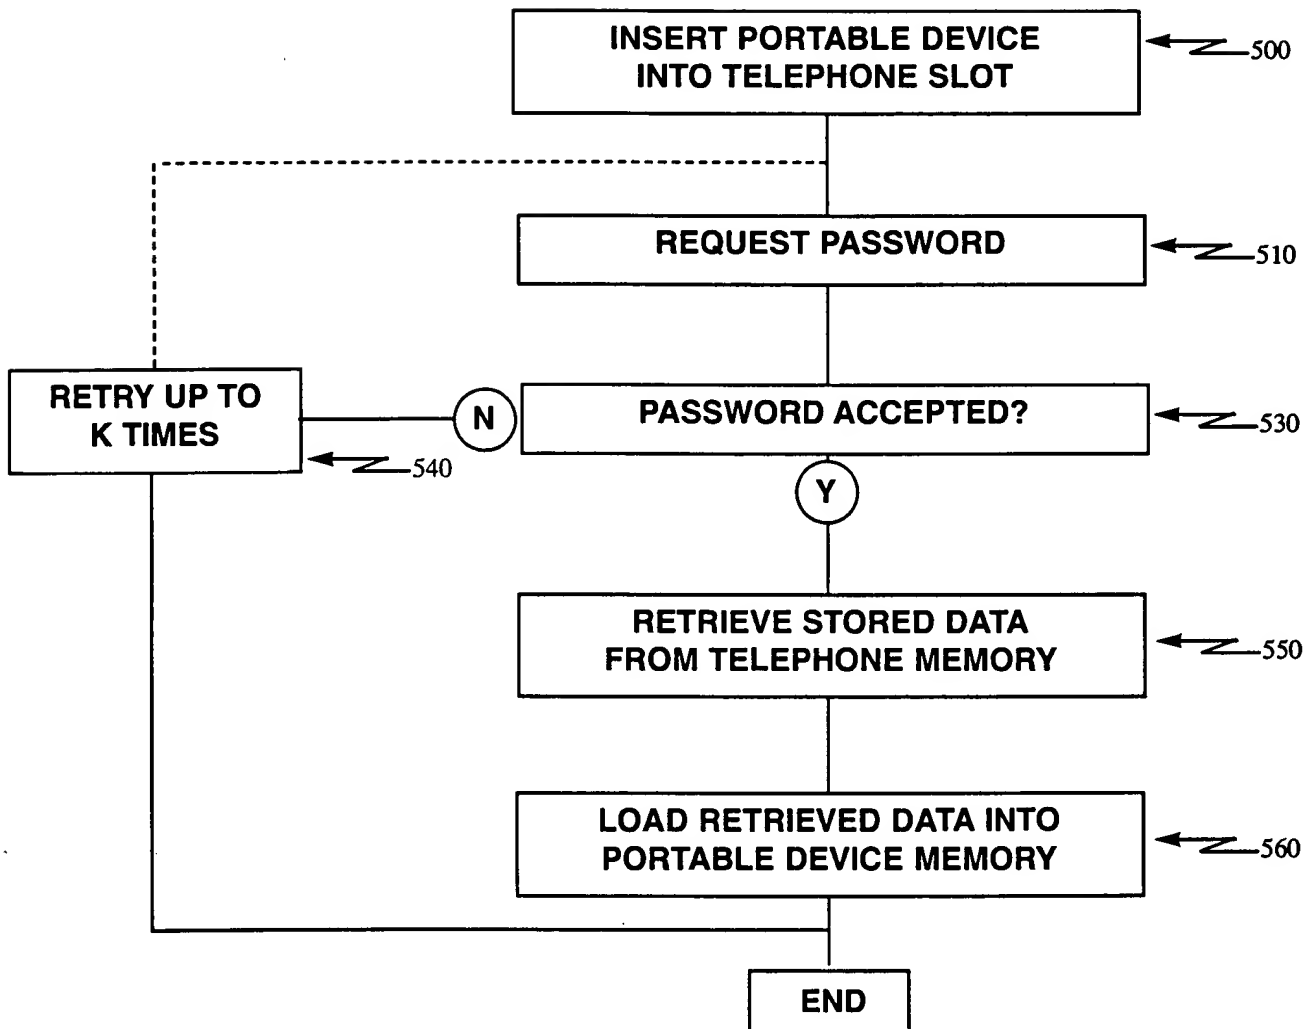 INSERT PORTABLE DEVICE
INTO TELEPHONE SLOT
500
REQUEST PASSWORD
510
RETRY UP TO
K TIMES
540
N
PASSWORD ACCEPTED?
530
Y
RETRIEVE STORED DATA
FROM TELEPHONE MEMORY
550
LOAD RETRIEVED DATA INTO
PORTABLE DEVICE MEMORY
560
END